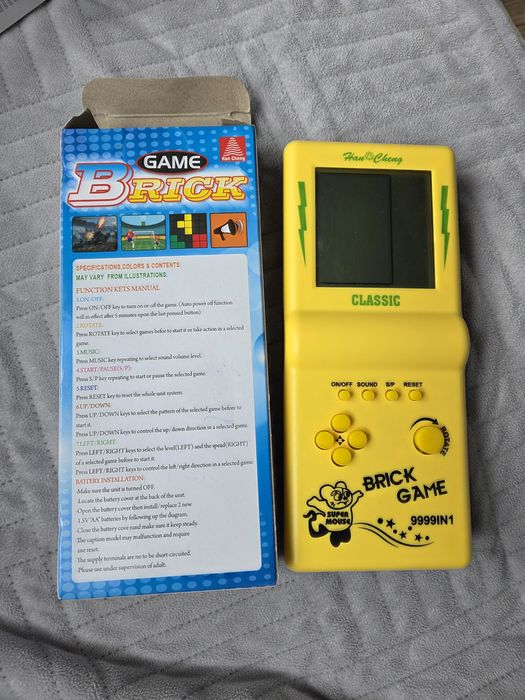 GAME
BRICK
Han Cheng
SPECIFICATIONS,COLORS & CONTENTS
MAY VARY FROM ILLUSTRATIONS.
FUNCTION KETS MANUAL
1.ON/OFF:
Press ON/OFF key to turn on or off the game. (Auto power off function
will in effect after 5 minutes upon the last pressed button)
2.ROTATE:
Press ROTATE key to select games befor to start it or take action in a selected
game.
3.MUSIC:
Press MUSIC key repeating to select sound volume level.
4.START/PAUSE(S/P):
Press S/P key repeating to start or pause the selected game.
5.RESET:
Press RESET key to reset the whole unit system.
6.UP/DOWN:
Press UP/DOWN keys to select the pattern of the selected game before to
start it.
Press UP/DOWN keys to control the up/down direction in a selected game.
7.LEFT/RIGHT:
Press LEFT/RIGHT keys to select the level(LEFT) and the spead(RIGHT)
of a selected game before to start it.
Press LEFT/RIGHT keys to control the left/right direction in a selected game.
BATTERY INSTALLATION:
-Make sure the unit is turned OFF.
-Locate the battery cover at the back of the unit.
-Open the battery cover then install/replace 2 new
-1.5V"AA" batteries by following up the diagram.
-Close the battery cove rand make sure it keep steady.
-The caption model may malfunction and require
use reset.
-The supply terminals are no to be short-circuited.
-Please use under supervision of adult.
Han Cheng
CLASSIC
ON/OFF SOUND S/P RESET
ROTATE
BRICK
GAME
SUPER
MOUSE
9999IN1